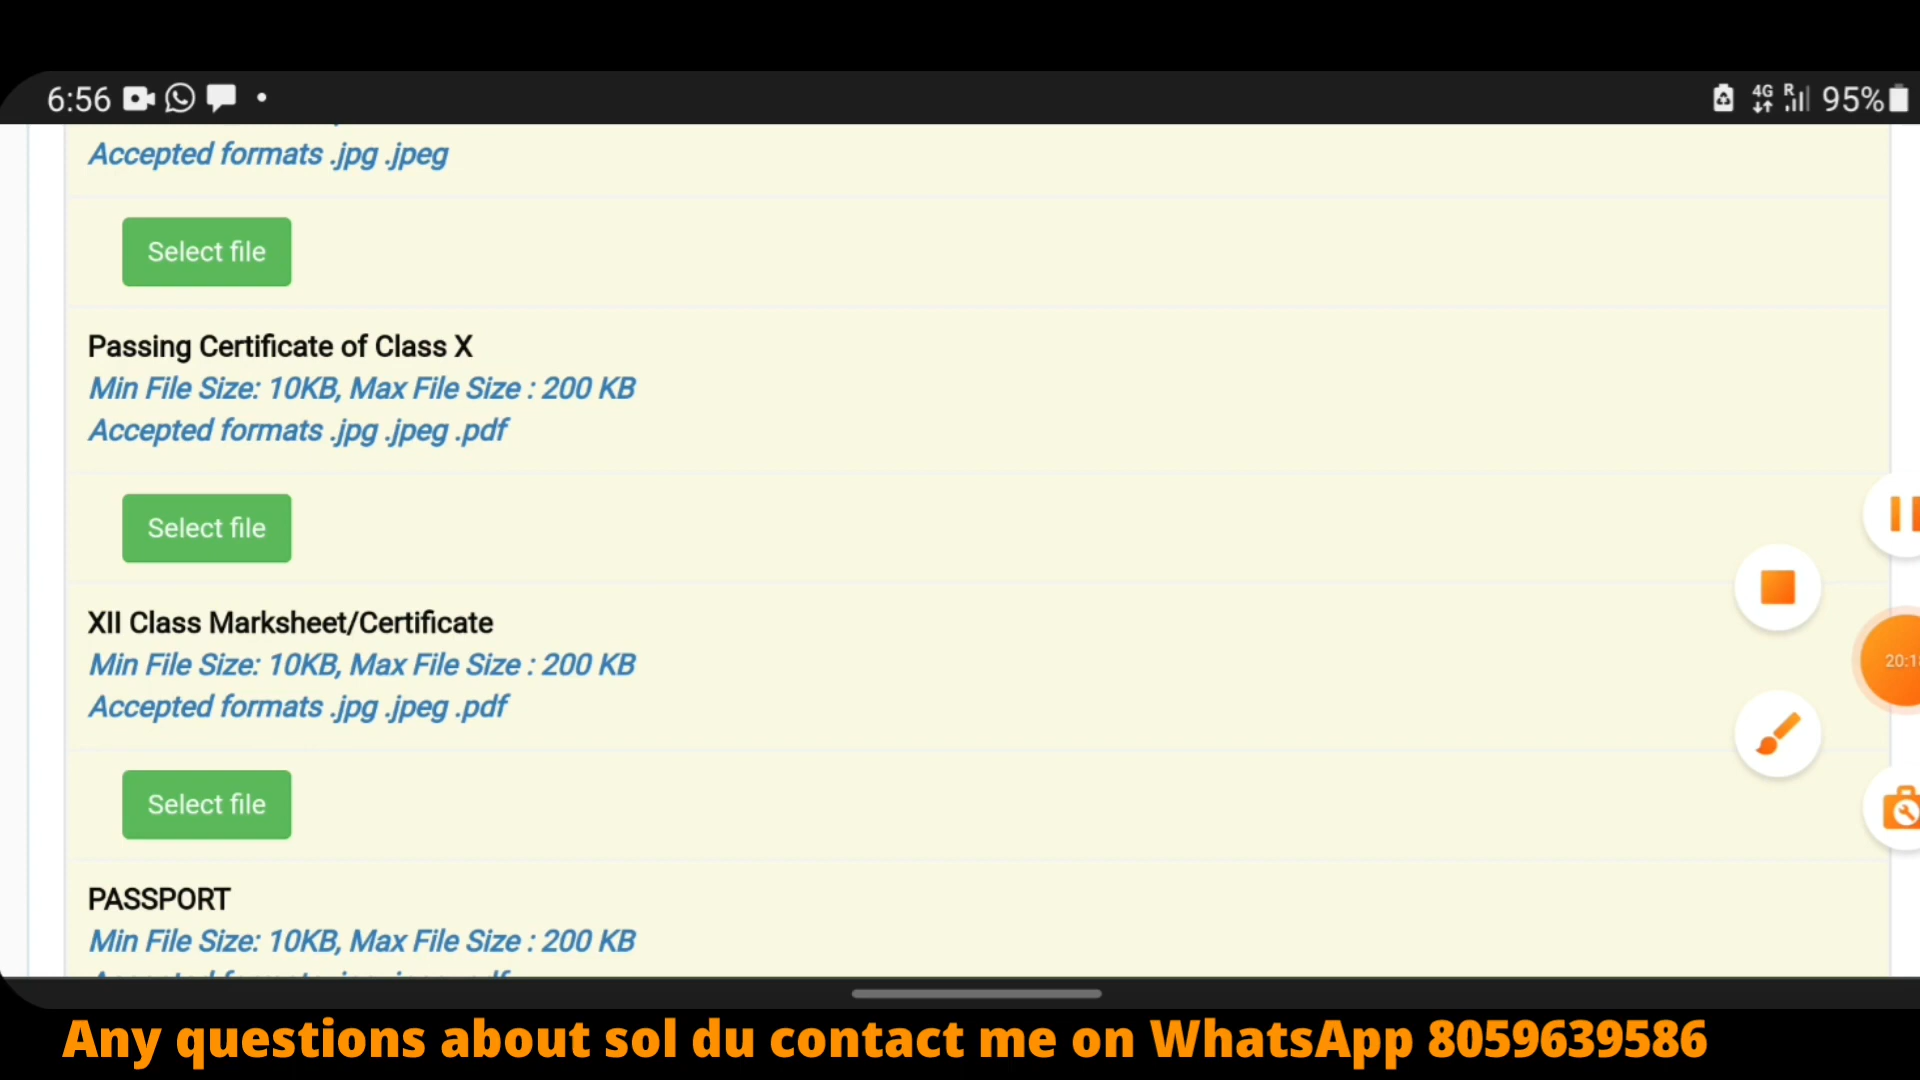 6:56
4G R 95%
Accepted formats .jpg .jpeg
Select file
Passing Certificate of Class X
Min File Size: 10KB, Max File Size : 200 KB
Accepted formats .jpg .jpeg .pdf
Select file
XII Class Marksheet/Certificate
Min File Size: 10KB, Max File Size : 200 KB
Accepted formats .jpg .jpeg .pdf
20:1
Select file
PASSPORT
Min File Size: 10KB, Max File Size : 200 KB
Any questions about sol du contact me on WhatsApp 8059639586